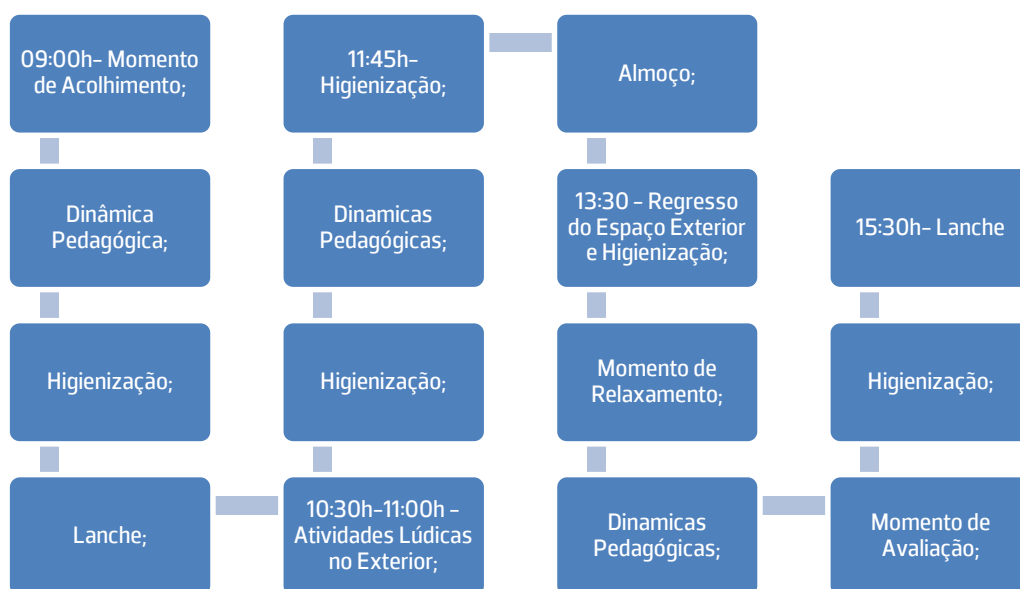 09:00h– Momento
de Acolhimento;
Dinâmica
Pedagógica;
Higienização;
Lanche;
10:30h–11:00h –
Atividades Lúdicas
no Exterior;
Higienização;
Dinamicas
Pedagógicas;
11:45h–
Higienização;
Almoço;
13:30 – Regresso
do Espaço Exterior
e Higienização;
Momento de
Relaxamento;
Dinamicas
Pedagógicas;
Momento de
Avaliação;
Higienização;
15:30h– Lanche